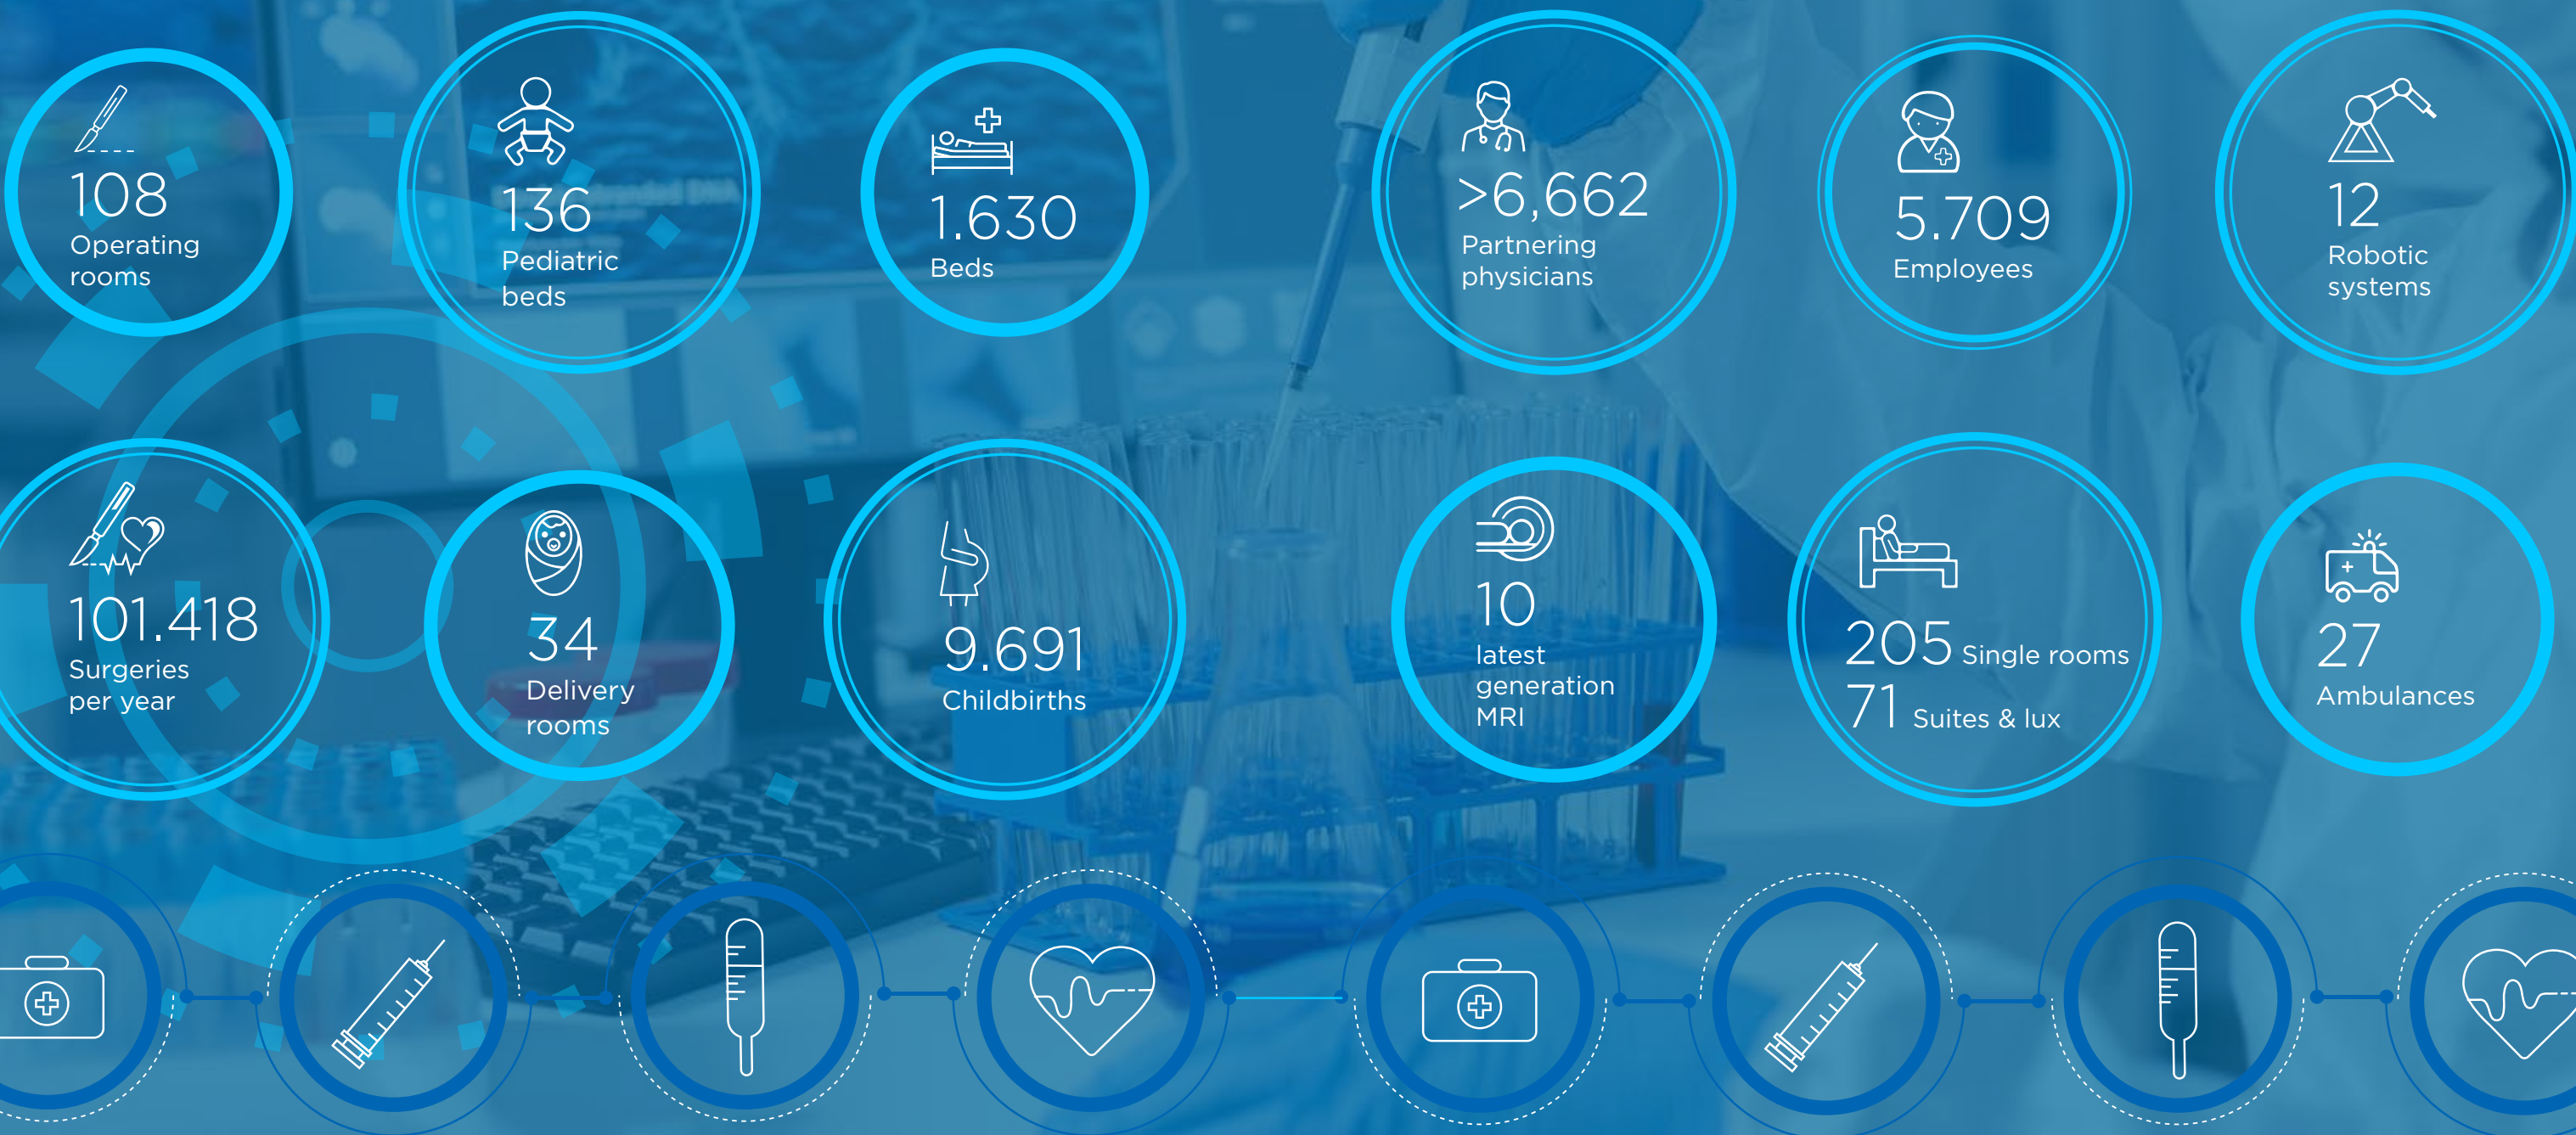 108
Operating
rooms
136
Pediatric
beds
1.630
Beds
>6,662
Partnering
physicians
5.709
Employees
12
Robotic
systems
101.418
Surgeries
per year
34
Delivery
rooms
9.691
Childbirths
10
latest
generation
MRI
205 Single rooms
71 Suites & lux
27
Ambulances